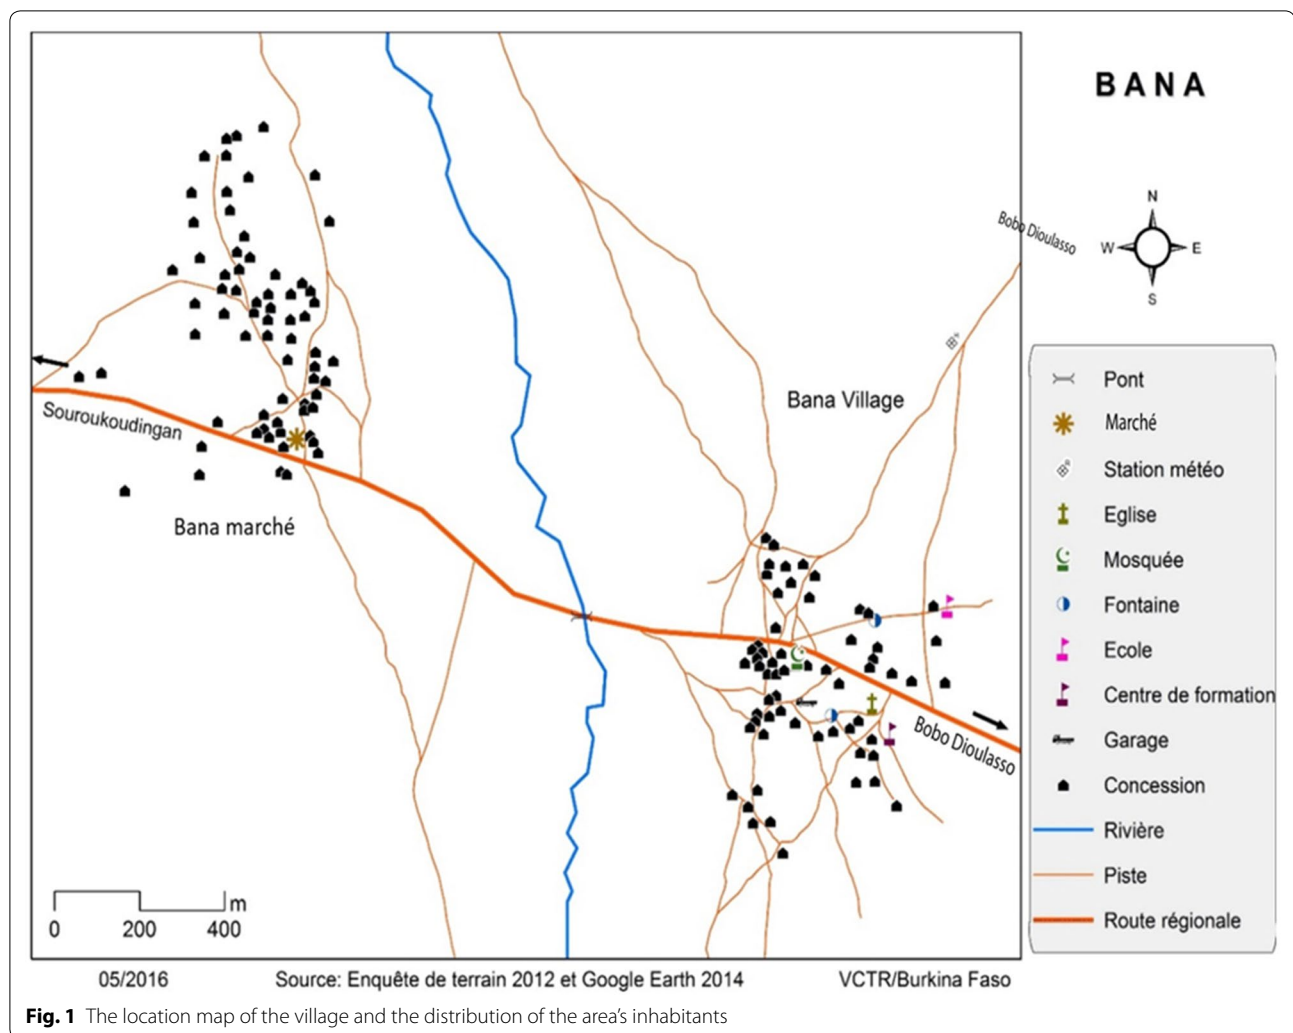 BANA
N
W
E
S
Bobo Dioulasso
Bana Village
Souroukoudingan
Bana marché
Bobo Dioulasso
Pont
Marché
Station météo
Eglise
Mosquée
Fontaine
Ecole
Centre de formation
Garage
Concession
Rivière
Piste
Route régionale
m
0 200 400
05/2016 Source: Enquête de terrain 2012 et Google Earth 2014 VCTR/Burkina Faso
Fig. 1 The location map of the village and the distribution of the area's inhabitants